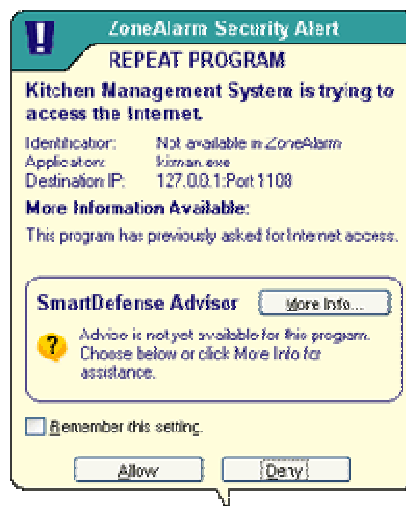 ZoneAlarm Security Alert
REPEAT PROGRAM
Kitchen Management System is trying to
access the Internet.
Identification: Not available in ZoneAlarm
Application: kitman.exe
Destination IP: 127.0.0.1:Port 1108
More Information Available:
This program has previously asked for Internet access.
SmartDefense Advisor More Info...
Advice is not yet available for this program.
Choose below or click More Info for
assistance.
Remember this setting.
Allow Deny